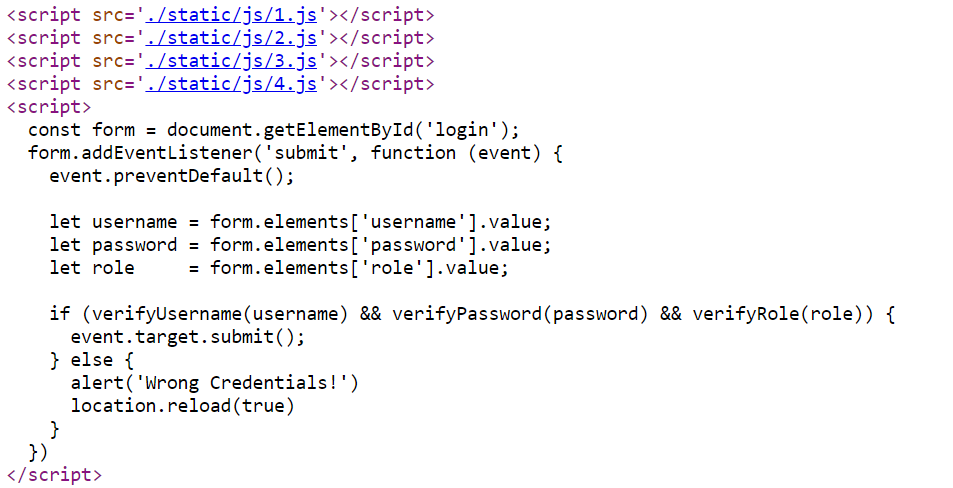 <script src='./static/js/1.js'></script>
<script src='./static/js/2.js'></script>
<script src='./static/js/3.js'></script>
<script src='./static/js/4.js'></script>
<script>
  const form = document.getElementById('login');
  form.addEventListener('submit', function (event) {
    event.preventDefault();

    let username = form.elements['username'].value;
    let password = form.elements['password'].value;
    let role     = form.elements['role'].value;

    if (verifyUsername(username) && verifyPassword(password) && verifyRole(role)) {
      event.target.submit();
    } else {
      alert('Wrong Credentials!')
      location.reload(true)
    }
  })
</script>